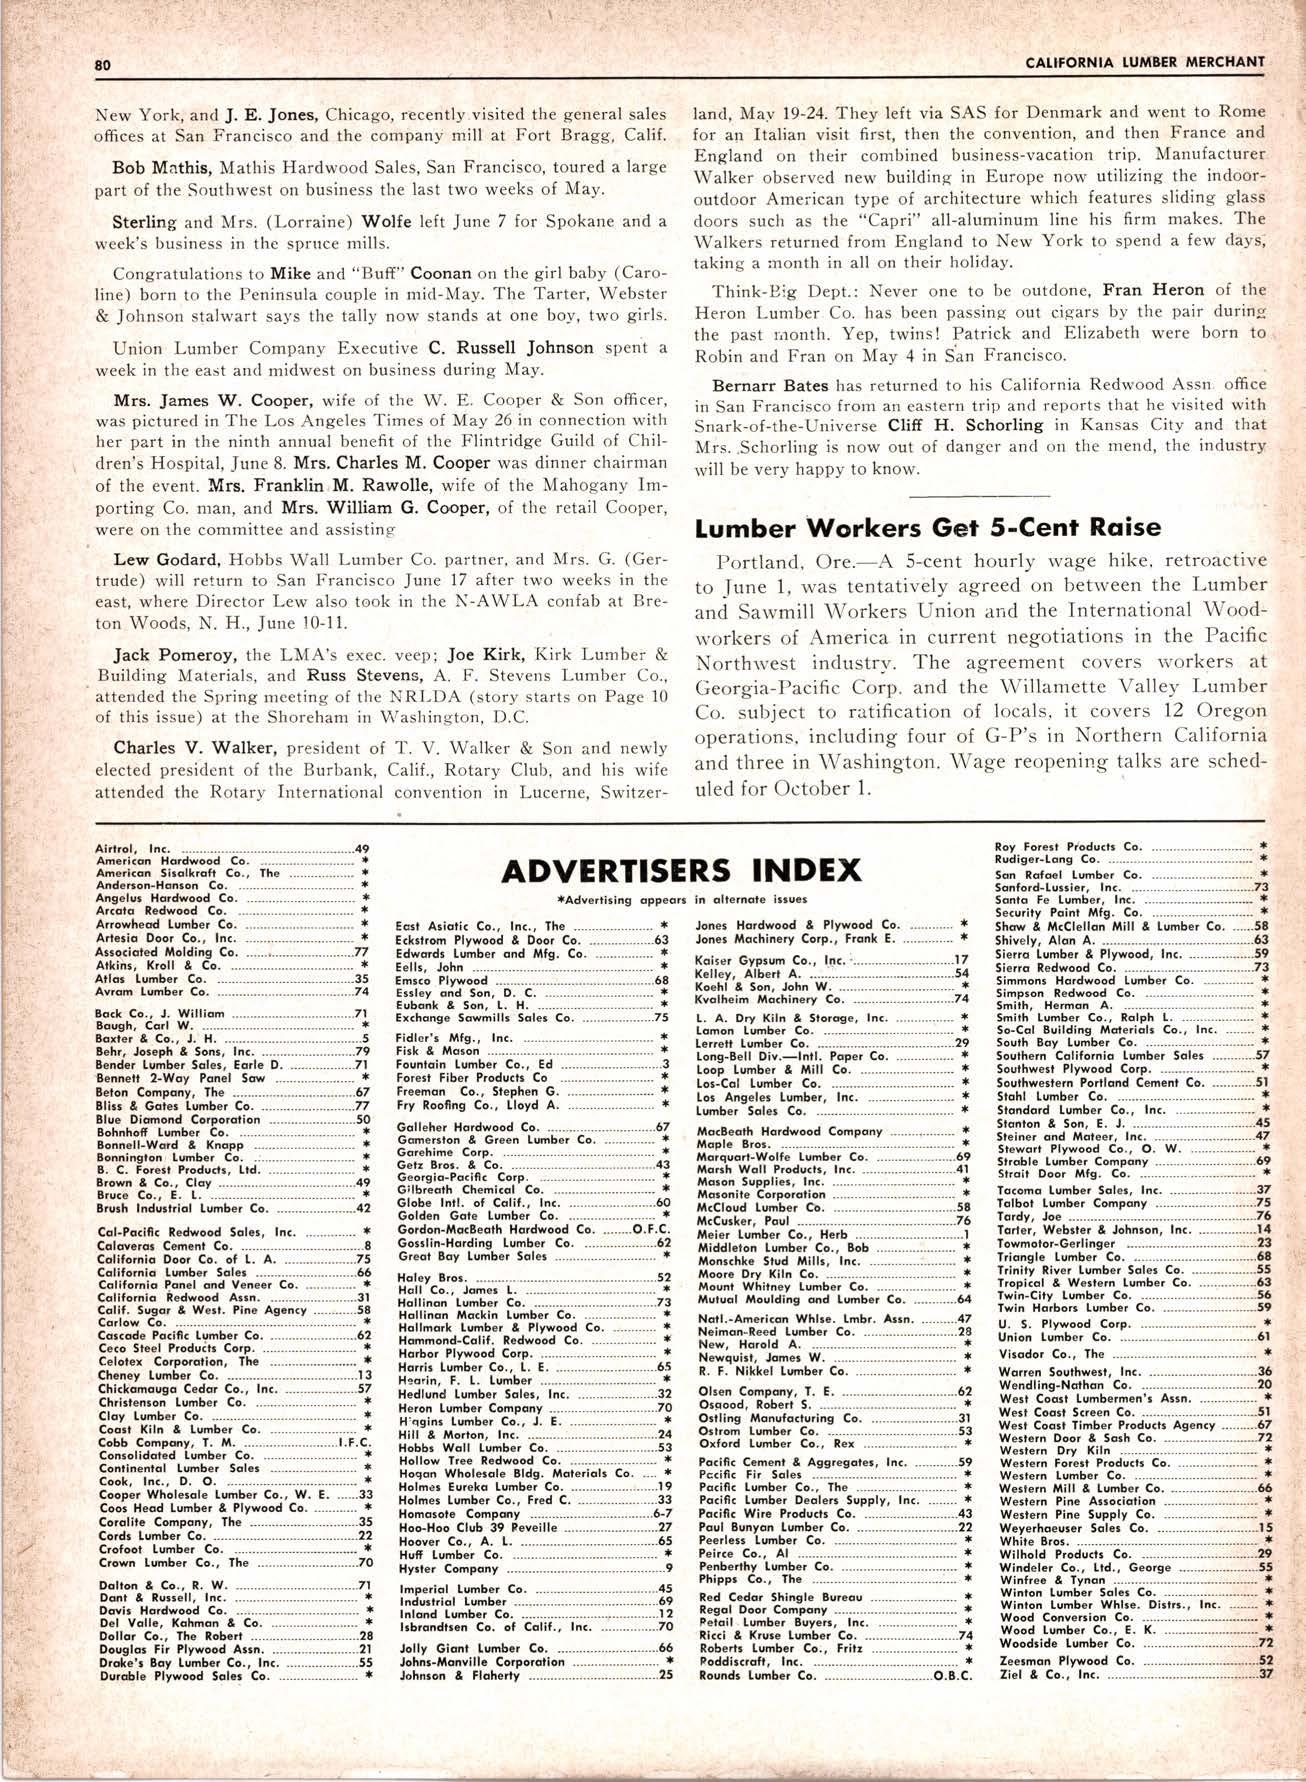 80
CALIFORNIA LUMBER MERCHANT
New York, and J. E. Jones, Chicago, recently visited the general sales
offices at San Francisco and the company mill at Fort Bragg, Calif.
Bob Mathis, Mathis Hardwood Sales, San Francisco, toured a large
part of the Southwest on business the last two weeks of May.
Sterling and Mrs. (Lorraine) Wolfe left June 7 for Spokane and a
week's business in the spruce mills.
Congratulations to Mike and "Buff" Coonan on the girl baby (Caro-
line) born to the Peninsula couple in mid-May. The Tarter, Webster
& Johnson stalwart says the tally now stands at one boy, two girls.
Union Lumber Company Executive C. Russell Johnson spent a
week in the east and midwest on business during May.
Mrs. James W. Cooper, wife of the W. E. Cooper & Son officer,
was pictured in The Los Angeles Times of May 26 in connection with
her part in the ninth annual benefit of the Flintridge Guild of Chil-
dren's Hospital, June 8. Mrs. Charles M. Cooper was dinner chairman
of the event. Mrs. Franklin M. Rawolle, wife of the Mahogany Im-
porting Co. man, and Mrs. William G. Cooper, of the retail Cooper,
were on the committee and assisting
Lew Godard, Hobbs Wall Lumber Co. partner, and Mrs. G. (Ger-
trude) will return to San Francisco June 17 after two weeks in the
east, where Director Lew also took in the N-AWLA confab at Bre-
ton Woods, N. H., June 10-11.
Jack Pomeroy, the LMA's exec. veep; Joe Kirk, Kirk Lumber &
Building Materials, and Russ Stevens, A. F. Stevens Lumber Co.,
attended the Spring meeting of the NRLDA (story starts on Page 10
of this issue) at the Shoreham in Washington, D.C.
Charles V. Walker, president of T. V. Walker & Son and newly
elected president of the Burbank, Calif., Rotary Club, and his wife
attended the Rotary International convention in Lucerne, Switzer-
land, May 19-24. They left via SAS for Denmark and went to Rome
for an Italian visit first, then the convention, and then France and
England on their combined business-vacation trip. Manufacturer
Walker observed new building in Europe now utilizing the indoor-
outdoor American type of architecture which features sliding glass
doors such as the "Capri" all-aluminum line his firm makes. The
Walkers returned from England to New York to spend a few days,
taking a month in all on their holiday.
Think-Big Dept.: Never one to be outdone, Fran Heron of the
Heron Lumber Co. has been passing out cigars by the pair during
the past month. Yep, twins! Patrick and Elizabeth were born to
Robin and Fran on May 4 in San Francisco.
Bernarr Bates has returned to his California Redwood Assn. office
in San Francisco from an eastern trip and reports that he visited with
Snark-of-the-Universe Cliff H. Schorling in Kansas City and that
Mrs. Schorling is now out of danger and on the mend, the industry
will be very happy to know.
Lumber Workers Get 5-Cent Raise
Portland, Ore.—A 5-cent hourly wage hike, retroactive
to June 1, was tentatively agreed on between the Lumber
and Sawmill Workers Union and the International Wood-
workers of America in current negotiations in the Pacific
Northwest industry. The agreement covers workers at
Georgia-Pacific Corp. and the Willamette Valley Lumber
Co. subject to ratification of locals, it covers 12 Oregon
operations, including four of G-P's in Northern California
and three in Washington. Wage reopening talks are sched-
uled for October 1.
ADVERTISERS INDEX
*Advertising appears in alternate issues
Airtrol, Inc. 49
American Hardwood Co. *
American Sisalkraft Co., The *
Anderson-Hanson Co. *
Angelus Hardwood Co. *
Arcata Redwood Co. *
Arrowhead Lumber Co. *
Artesia Door Co., Inc. *
Associated Molding Co. 77
Atkins, Kroll & Co. *
Atlas Lumber Co. 35
Avram Lumber Co. 74
Back Co., J. William 71
Baugh, Carl W. *
Baxter & Co., J. H. 5
Behr, Joseph & Sons, Inc. 79
Bender Lumber Sales, Earle D. 71
Bennett 2-Way Panel Saw *
Beton Company, The 67
Bliss & Gates Lumber Co. 77
Blue Diamond Corporation 50
Bohnhoff Lumber Co. *
Bonnell-Ward & Knapp *
Bonnington Lumber Co. *
B. C. Forest Products, Ltd. *
Brown & Co., Clay 49
Bruce Co., E. L. *
Brush Industrial Lumber Co. 42
Cal-Pacific Redwood Sales, Inc. *
Calaveras Cement Co. 8
California Door Co. of L. A. 75
California Lumber Sales 66
California Panel and Veneer Co. *
California Redwood Assn. 31
Calif. Sugar & West. Pine Agency 58
Carlow Co. *
Cascade Pacific Lumber Co. 62
Ceco Steel Products Corp. *
Celotex Corporation, The *
Cheney Lumber Co. 13
Chickamauga Cedar Co., Inc. 57
Christenson Lumber Co. *
Clay Lumber Co. *
Coast Kiln & Lumber Co. *
Cobb Company, T. M. I.F.C.
Consolidated Lumber Co. *
Continental Lumber Sales *
Cook, Inc., D. O. *
Cooper Wholesale Lumber Co., W. E. 33
Coos Head Lumber & Plywood Co. *
Coralite Company, The 35
Cords Lumber Co. 22
Crofoot Lumber Co. *
Crown Lumber Co., The 70
Dalton & Co., R. W. 71
Dant & Russell, Inc. *
Davis Hardwood Co. *
Del Valle, Kahman & Co. *
Dollar Co., The Robert 28
Douglas Fir Plywood Assn. 21
Drake's Bay Lumber Co., Inc. 55
Durable Plywood Sales Co. *
East Asiatic Co., Inc., The *
Eckstrom Plywood & Door Co. 63
Edwards Lumber and Mfg. Co. *
Eells, John *
Emsco Plywood 68
Essley and Son, D. C. *
Eubank & Son, L. H. *
Exchange Sawmills Sales Co. 75
Fidler's Mfg., Inc. *
Fisk & Mason *
Fountain Lumber Co., Ed 3
Forest Fiber Products Co *
Freeman Co., Stephen G. *
Fry Roofing Co., Lloyd A. *
Galleher Hardwood Co. 67
Gamerston & Green Lumber Co. *
Garehime Corp. *
Getz Bros. & Co. 43
Georgia-Pacific Corp. *
Gilbreath Chemical Co. *
Globe Intl. of Calif., Inc. 60
Golden Gate Lumber Co. *
Gordon-MacBeath Hardwood Co. O.F.C.
Gosslin-Harding Lumber Co. 62
Great Bay Lumber Sales *
Haley Bros. 52
Hall Co., James L. *
Hallinan Lumber Co. 73
Hallinan Mackin Lumber Co. *
Hallmark Lumber & Plywood Co. *
Hammond-Calif. Redwood Co. *
Harbor Plywood Corp. *
Harris Lumber Co., L. E. 65
Hearin, F. L. Lumber *
Hedlund Lumber Sales, Inc. 32
Heron Lumber Company 70
Higgins Lumber Co., J. E. *
Hill & Morton, Inc. 24
Hobbs Wall Lumber Co. 53
Hollow Tree Redwood Co. *
Hogan Wholesale Bldg. Materials Co. *
Holmes Eureka Lumber Co. 19
Holmes Lumber Co., Fred C. 33
Homasote Company 6-7
Hoo-Hoo Club 39 Reveille 27
Hoover Co., A. L. 65
Huff Lumber Co. *
Hyster Company 9
Imperial Lumber Co. 45
Industrial Lumber 69
Inland Lumber Co. 12
Isbrandtsen Co. of Calif., Inc. 70
Jolly Giant Lumber Co. 66
Johns-Manville Corporation *
Johnson & Flaherty 25
Jones Hardwood & Plywood Co. *
Jones Machinery Corp., Frank E. *
Kaiser Gypsum Co., Inc. 17
Kelley, Albert A. 54
Koehl & Son, John W. *
Kvalheim Machinery Co. 74
L. A. Dry Kiln & Storage, Inc. *
Lamon Lumber Co. *
Lerrett Lumber Co. 29
Long-Bell Div.—Intl. Paper Co. *
Loop Lumber & Mill Co. *
Los-Cal Lumber Co. *
Los Angeles Lumber, Inc. *
Lumber Sales Co. *
MacBeath Hardwood Company *
Maple Bros. *
Marquart-Wolfe Lumber Co. 69
Marsh Wall Products, Inc. 41
Mason Supplies, Inc. *
Masonite Corporation *
McCloud Lumber Co. 58
McCusker, Paul 76
Meier Lumber Co., Herb 1
Middleton Lumber Co., Bob *
Monschke Stud Mills, Inc. *
Moore Dry Kiln Co. *
Mount Whitney Lumber Co. *
Mutual Moulding and Lumber Co. 64
Natl.-American Whlse. Lmbr. Assn. 47
Neiman-Reed Lumber Co. 28
New, Harold A. *
Newquist, James W. *
R. F. Nikkel Lumber Co. *
Olsen Company, T. E. 62
Osgood, Robert S. *
Ostling Manufacturing Co. 31
Ostrom Lumber Co. 53
Oxford Lumber Co., Rex *
Pacific Cement & Aggregates, Inc. 59
Pacific Fir Sales *
Pacific Lumber Co., The *
Pacific Lumber Dealers Supply, Inc. *
Pacific Wire Products Co. 43
Paul Bunyan Lumber Co. 22
Peerless Lumber Co. *
Peirce Co., Al *
Penberthy Lumber Co. *
Phipps Co., The *
Red Cedar Shingle Bureau *
Regal Door Company *
Retail Lumber Buyers, Inc. *
Ricci & Kruse Lumber Co. 74
Roberts Lumber Co., Fritz *
Roddiscraft, Inc. *
Rounds Lumber Co. O.B.C.
Roy Forest Products Co. *
Rudiger-Lang Co. *
San Rafael Lumber Co. *
Sanford-Lussier, Inc. 73
Santa Fe Lumber, Inc. *
Security Paint Mfg. Co. *
Shaw & McClellan Mill & Lumber Co. 58
Shively, Alan A. 63
Sierra Lumber & Plywood, Inc. 59
Sierra Redwood Co. 73
Simmons Hardwood Lumber Co. *
Simpson Redwood Co. *
Smith, Herman A. *
Smith Lumber Co., Ralph L. *
So-Cal Building Materials Co., Inc. *
South Bay Lumber Co. *
Southern California Lumber Sales 57
Southwest Plywood Corp. *
Southwestern Portland Cement Co. 51
Stahl Lumber Co. *
Standard Lumber Co., Inc. *
Stanton & Son, E. J. 45
Steiner and Mateer, Inc. 47
Stewart Plywood Co., O. W. *
Strable Lumber Company 69
Strait Door Mfg. Co. *
Tacoma Lumber Sales, Inc. 37
Talbot Lumber Company 75
Tardy, Joe 76
Tarter, Webster & Johnson, Inc. 14
Towmotor-Gerlinger 23
Triangle Lumber Co. 68
Trinity River Lumber Sales Co. 55
Tropical & Western Lumber Co. 63
Twin-City Lumber Co. 56
Twin Harbors Lumber Co. 59
U. S. Plywood Corp. *
Union Lumber Co. 61
Visador Co., The *
Warren Southwest, Inc. 36
Wendling-Nathan Co. 20
West Coast Lumbermen's Assn. *
West Coast Screen Co. 51
West Coast Timber Products Agency 67
Western Door & Sash Co. 72
Western Dry Kiln *
Western Forest Products Co. *
Western Lumber Co. *
Western Mill & Lumber Co. 66
Western Pine Association *
Western Pine Supply Co. *
Weyerhaeuser Sales Co. 15
White Bros. *
Wilhold Products Co. 29
Windeler Co., Ltd., George 55
Winfree & Tynan *
Winton Lumber Sales Co. *
Winton Lumber Whlse. Distrs., Inc. *
Wood Conversion Co. *
Wood Lumber Co., E. K. *
Woodside Lumber Co. 72
Zeesman Plywood Co. 52
Ziel & Co., Inc. 37